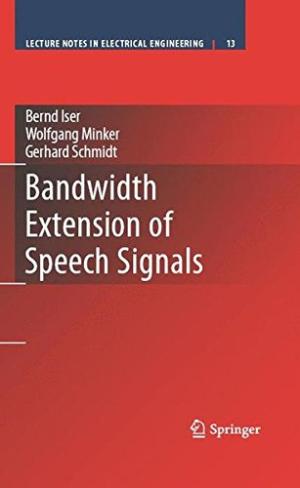 LECTURE NOTES IN ELECTRICAL ENGINEERING | 13
Bernd Iser
Wolfgang Minker
Gerhard Schmidt
Bandwidth
Extension of
Speech Signals
Springer